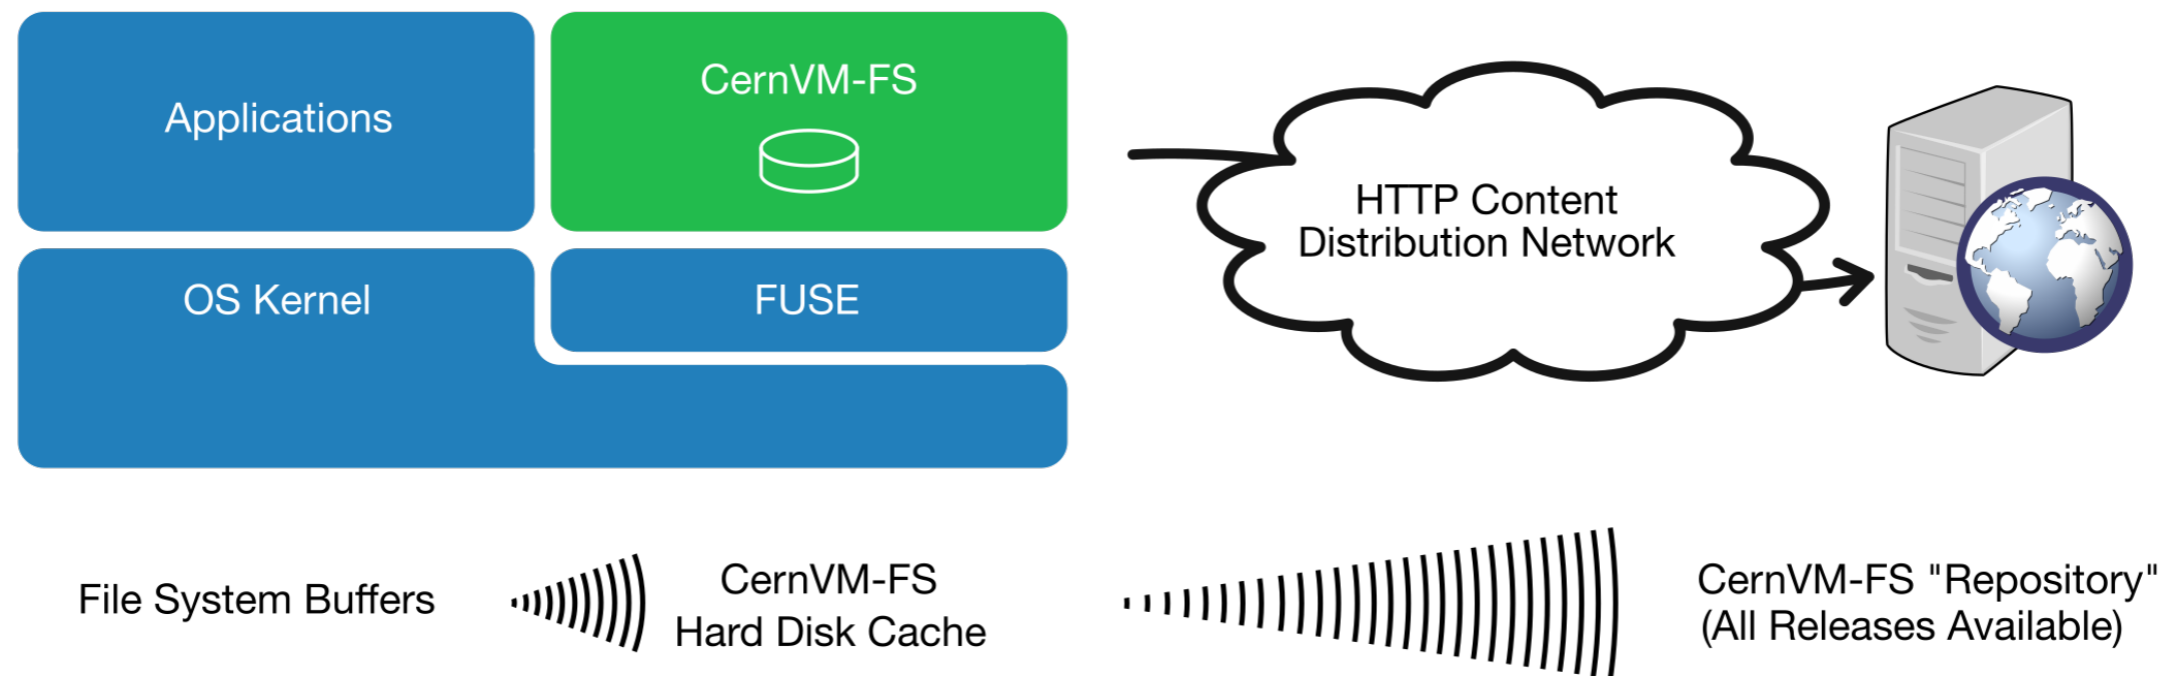 Applications
CernVM-FS
OS Kernel
FUSE
HTTP Content
Distribution Network
File System Buffers
CernVM-FS
Hard Disk Cache
CernVM-FS "Repository"
(All Releases Available)